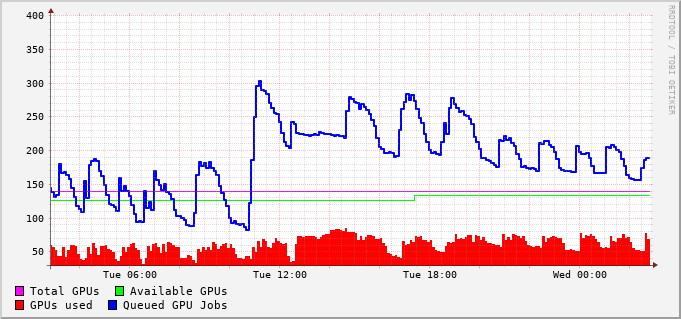 400
350
300
250
200
150
100
50
Tue 06:00 Tue 12:00 Tue 18:00 Wed 00:00
Total GPUs Available GPUs
GPUs used Queued GPU Jobs
RRDTOOL / TOBI OETIKER